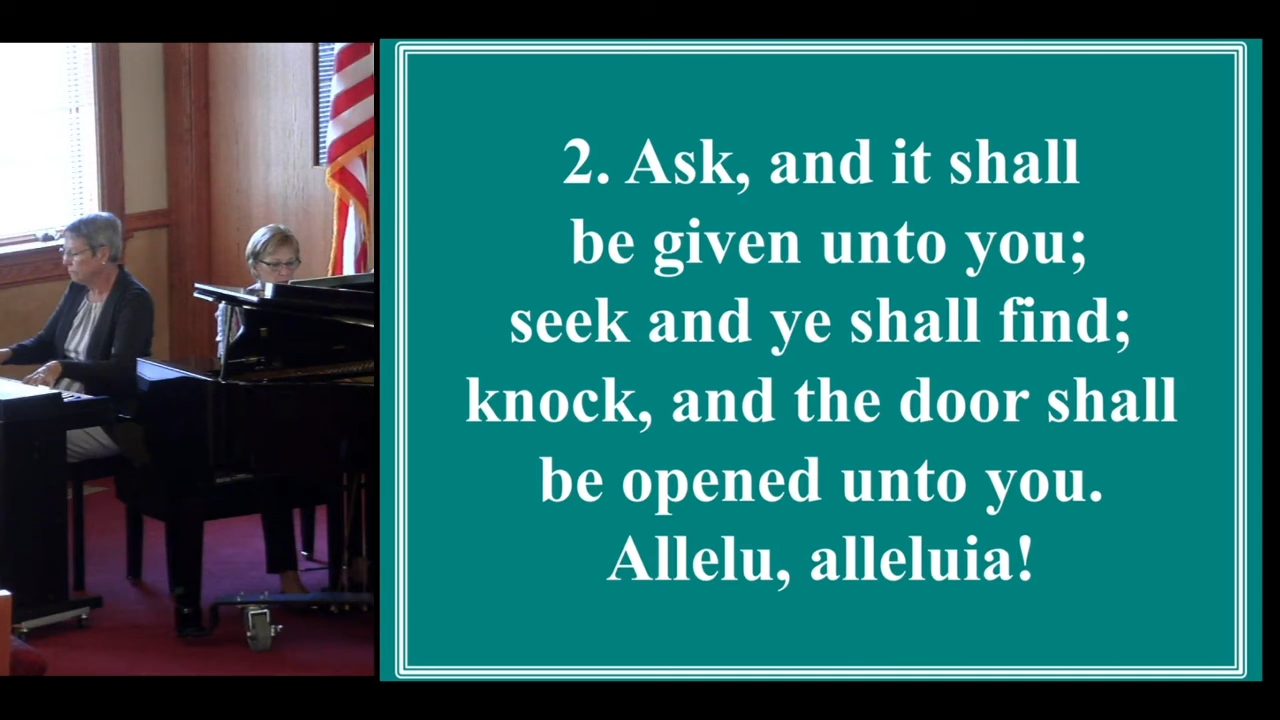 2. Ask, and it shall
be given unto you;
seek and ye shall find;
knock, and the door shall
be opened unto you.
Allelu, alleluia!